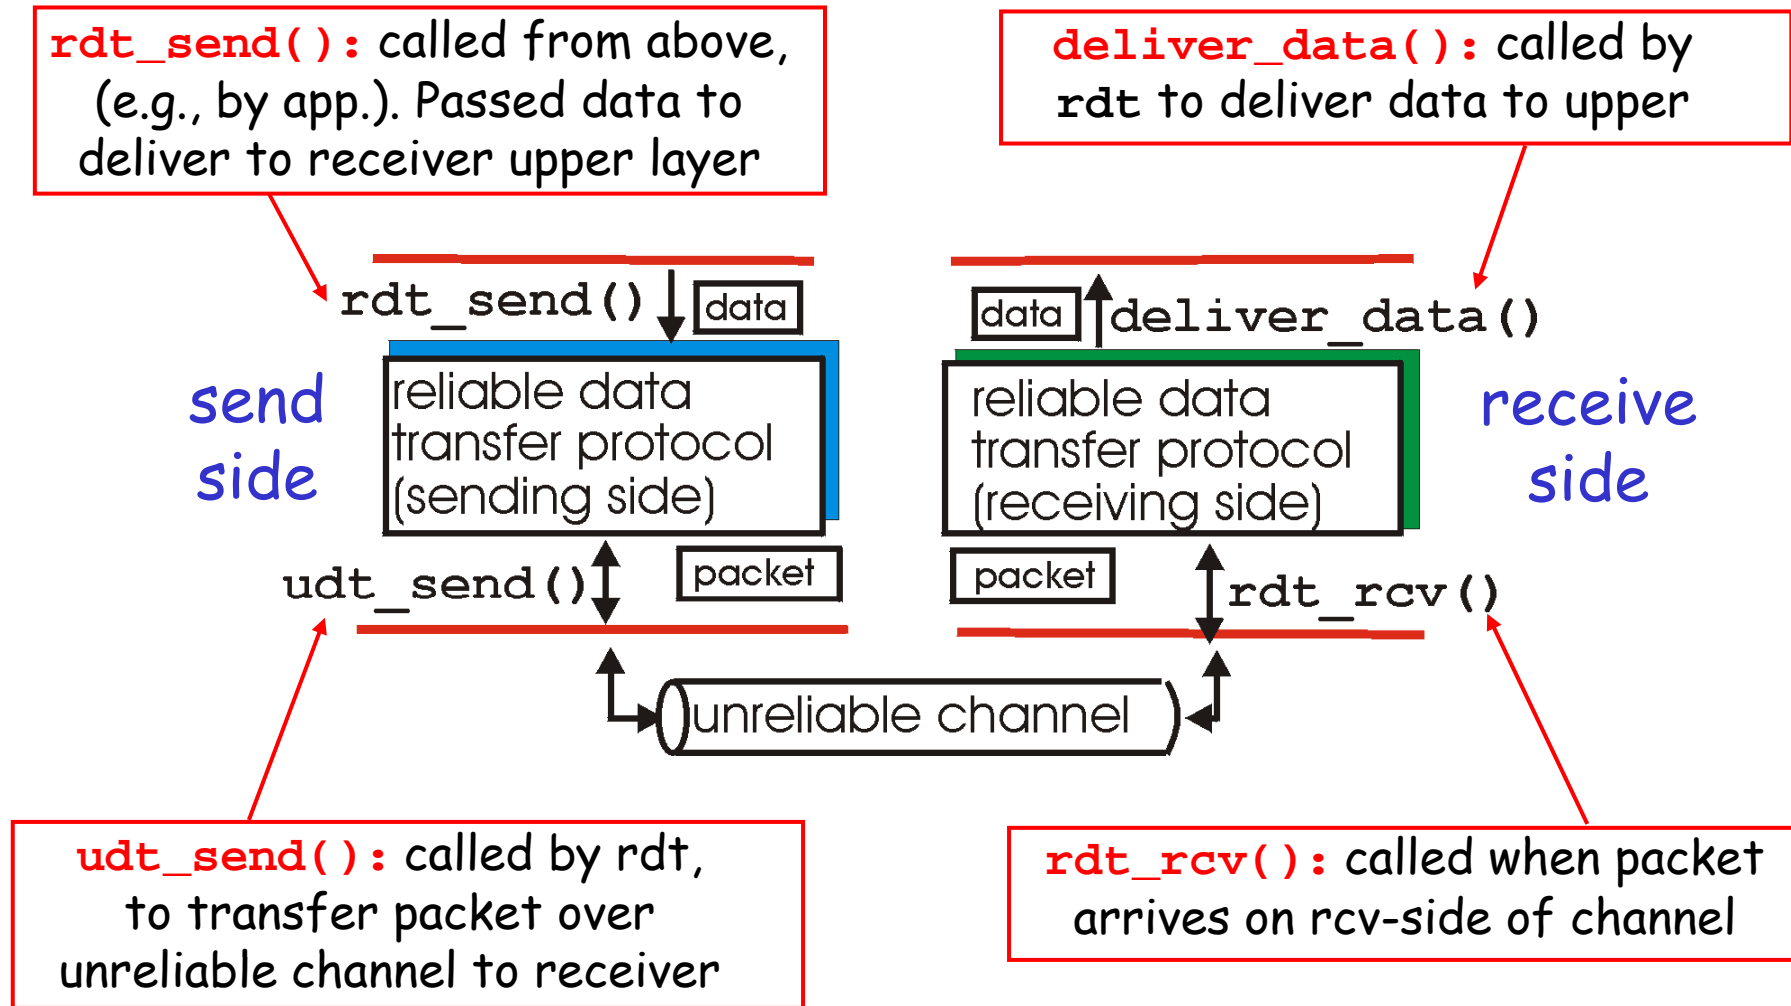 rdt_send(): called from above,
(e.g., by app.). Passed data to
deliver to receiver upper layer
deliver_data(): called by
rdt to deliver data to upper
rdt_send()
data
data
deliver_data()
send
side
reliable data
transfer protocol
(sending side)
reliable data
transfer protocol
(receiving side)
receive
side
udt_send()
packet
packet
rdt_rcv()
unreliable channel
udt_send(): called by rdt,
to transfer packet over
unreliable channel to receiver
rdt_rcv(): called when packet
arrives on rcv-side of channel